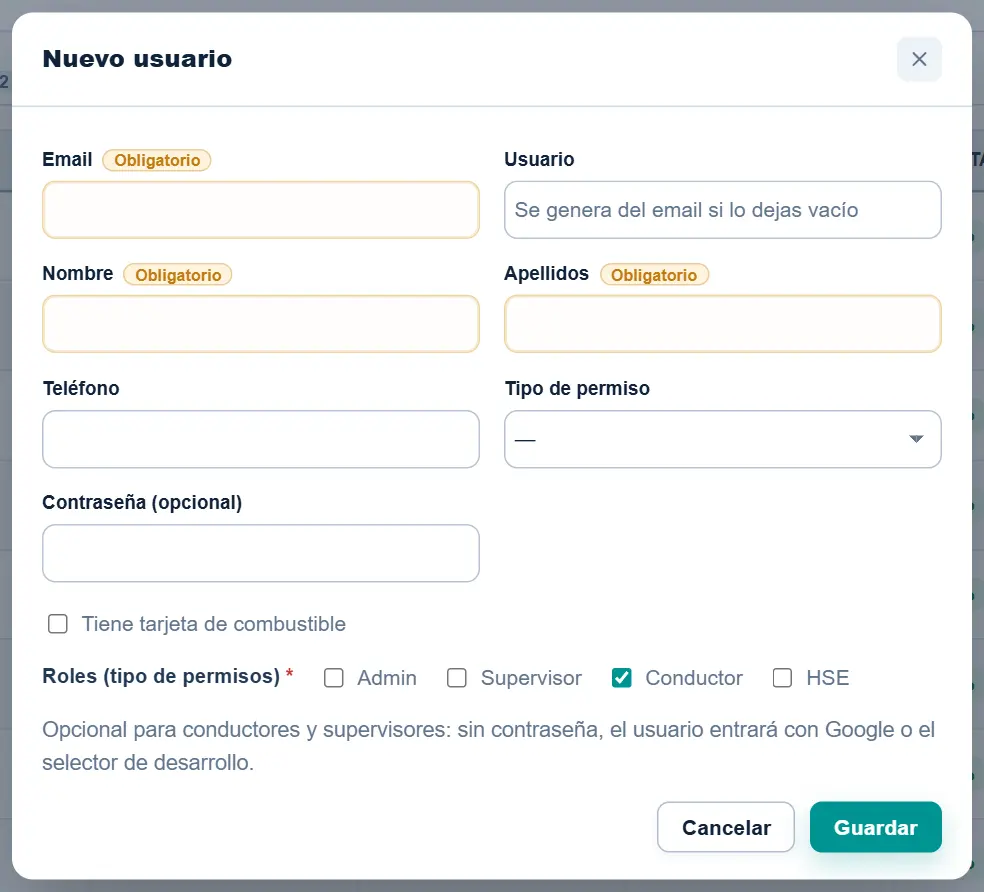 Nuevo usuario
2
Email Obligatorio
Usuario
TA
Se genera del email si lo dejas vacío
Nombre Obligatorio
Apellidos Obligatorio
Teléfono
Tipo de permiso
—
Contraseña (opcional)
Tiene tarjeta de combustible
Roles (tipo de permisos) * Admin Supervisor Conductor HSE
Opcional para conductores y supervisores: sin contraseña, el usuario entrará con Google o el
selector de desarrollo.
Cancelar Guardar